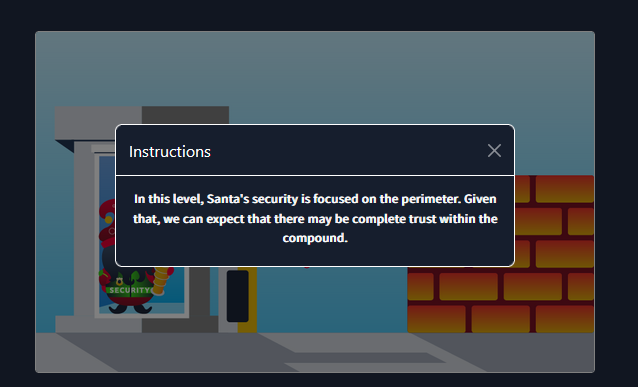 Instructions
In this level, Santa's security is focused on the perimeter. Given
that, we can expect that there may be complete trust within the
compound.
SECURITY